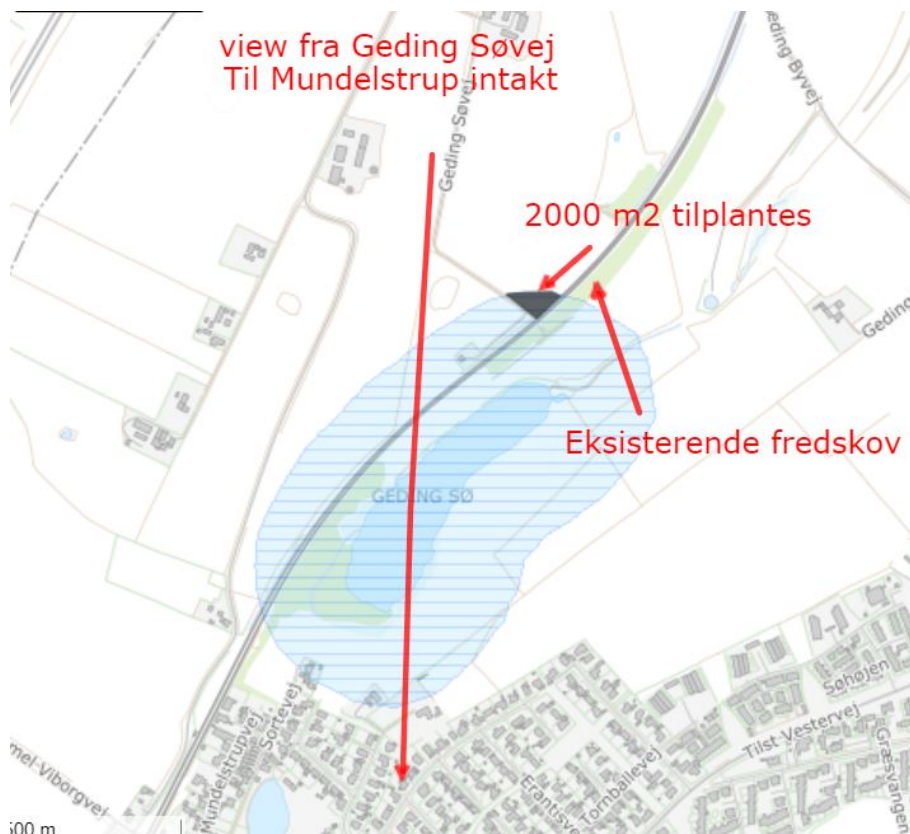 view fra Geding Søvej
Til Mundelstrup intakt
Geding Søvej
Geding Byvej
2000 m2 tilplantes
Geding
Eksisterende fredskov
GEDING SØ
Mundelstrupvej
Sortevej
Søhøjen
Tilst Vestervej
Græsvangen
Tornballevej
Erantisve
mel Viborgvej
500 m